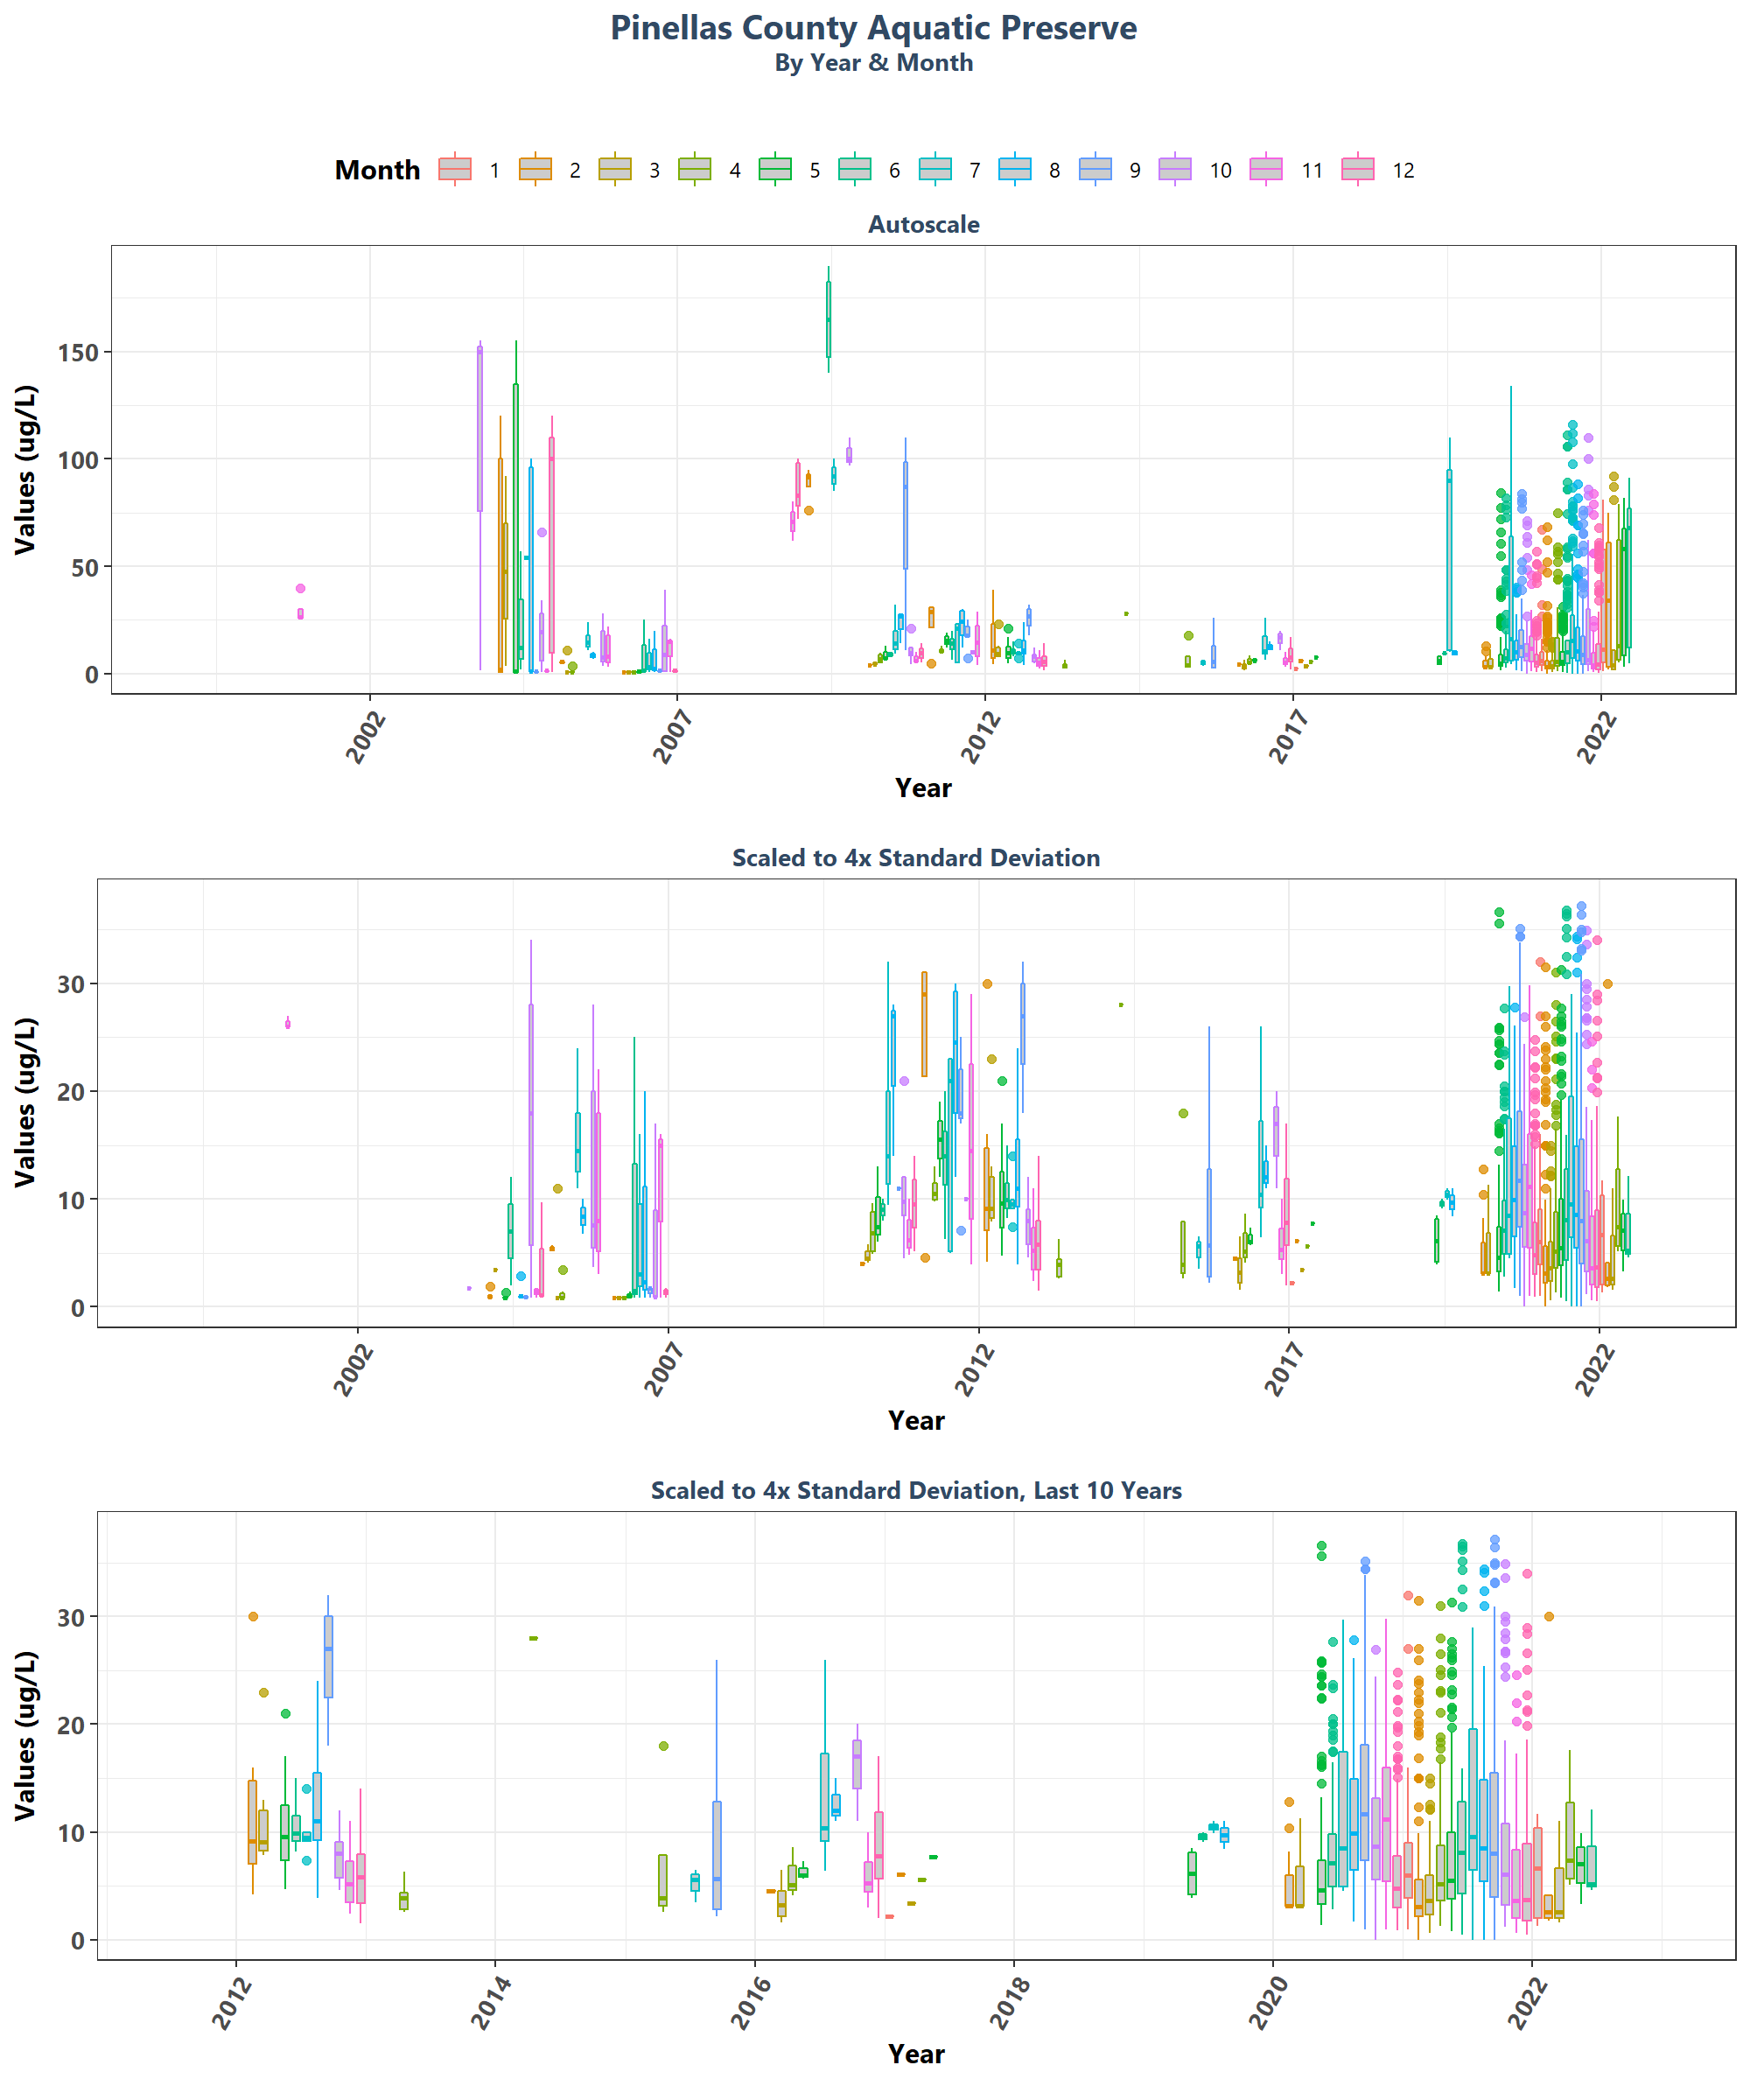 Pinellas County Aquatic Preserve
By Year & Month
Month 1 2 3 4 5 6 7 8 9 10 11 12
Autoscale
Values (ug/L)
150
100
50
0
2002 2007 2012 2017 2022
Year
Scaled to 4x Standard Deviation
Values (ug/L)
30
20
10
0
2002 2007 2012 2017 2022
Year
Scaled to 4x Standard Deviation, Last 10 Years
Values (ug/L)
30
20
10
0
2012 2014 2016 2018 2020 2022
Year